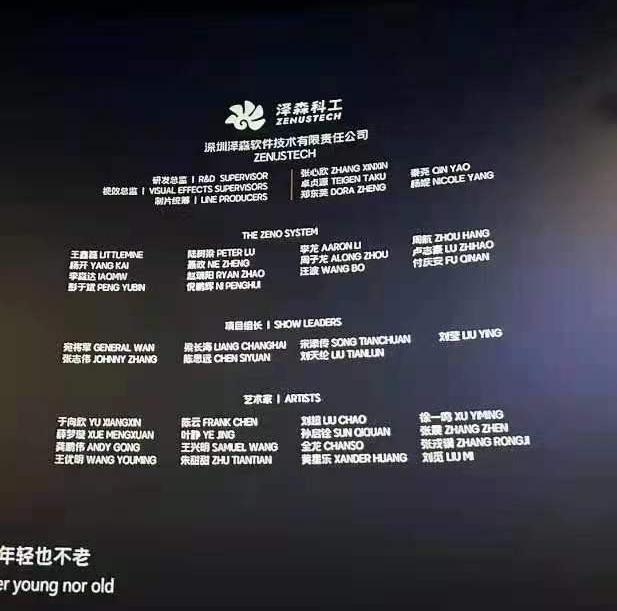 泽森科工
ZENUSTECH
深圳泽森软件技术有限责任公司
ZENUSTECH
研发总监 | R&D SUPERVISOR 张心欣 ZHANG XINXIN 秦尧 QIN YAO
视效总监 | VISUAL EFFECTS SUPERVISORS 卓贞源 TEIGEN TAKU 杨妮 NICOLE YANG
制片统筹 | LINE PRODUCERS 郑东英 DORA ZHENG
THE ZENO SYSTEM
王鑫磊 LITTLEMINE 陆树梁 PETER LU 李龙 AARON LI 周航 ZHOU HANG
杨开 YANG KAI 聂政 NIE ZHENG 周子龙 ALONG ZHOU 卢志豪 LU ZHIHAO
李淼达 IAOMW 赵瑞阳 RYAN ZHAO 汪波 WANG BO 付庆安 FU QINAN
彭于斌 PENG YUBIN 倪鹏辉 NI PENGHUI
项目组长 | SHOW LEADERS
宛将军 GENERAL WAN 梁长海 LIANG CHANGHAI 宋添传 SONG TIANCHUAN 刘莹 LIU YING
张志伟 JOHNNY ZHANG 陈思远 CHEN SIYUAN 刘天纶 LIU TIANLUN
艺术家 | ARTISTS
于向欣 YU XIANGXIN 陈云 FRANK CHEN 刘超 LIU CHAO 徐一鸣 XU YIMING
薛梦璇 XUE MENGXUAN 叶静 YE JING 孙启铨 SUN QIQUAN 张震 ZHANG ZHEN
龚鹏伟 ANDY GONG 王兴明 SAMUEL WANG 全龙 CHANSO 张戎骥 ZHANG RONGJI
王优明 WANG YOUMING 朱甜甜 ZHU TIANTIAN 黄星乐 XANDER HUANG 刘觅 LIU MI
年轻也不老
er young nor old